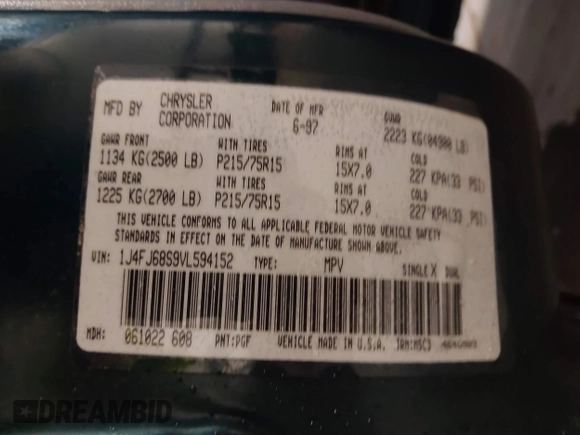 MFD BY CHRYSLER CORPORATION DATE OF MFR 6-97 GVWR 2223 KG(04900 LB)
GAWR FRONT WITH TIRES RIMS AT COLD
1134 KG(2500 LB) P215/75R15 15X7.0 227 KPA(33 PSI)
GAWR REAR WITH TIRES RIMS AT COLD
1225 KG(2700 LB) P215/75R15 15X7.0 227 KPA(33 PSI)
THIS VEHICLE CONFORMS TO ALL APPLICABLE FEDERAL MOTOR VEHICLE SAFETY
STANDARDS IN EFFECT ON THE DATE OF MANUFACTURE SHOWN ABOVE.
VIN: 1J4FJ68S9VL594152 TYPE: MPV SINGLE X DUAL
MDH: 061022 608 PNT:PGF VEHICLE MADE IN U.S.A. TRM:M5C3
DREAMBID